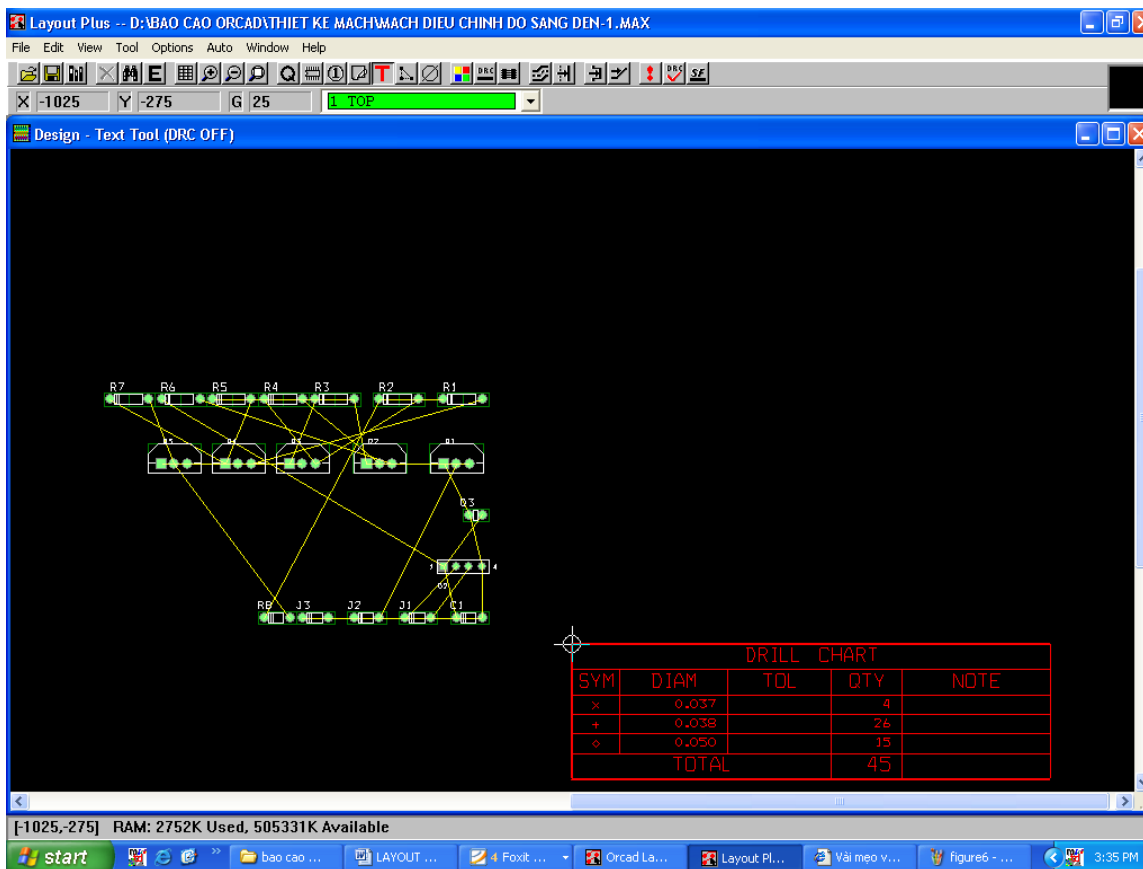 Layout Plus -- D:\BAO CAO ORCAD\THIET KE MACH\MACH DIEU CHINH DO SANG DEN-1.MAX
File Edit View Tool Options Auto Window Help
X -1025 Y -275 G 25 1 TOP
Design - Text Tool (DRC OFF)
R7 R6 R5 R4 R3 R2 R1
1 4
RB J3 J2 J1 C1
DRILL CHART
SYM DIAM TOL QTY NOTE
x 0.037 4
+ 0.038 26
◇ 0.050 15
TOTAL 45
[-1025,-275] RAM: 2752K Used, 505331K Available
start bao cao ... LAYOUT ... 4 Foxit ... Orcad La... Layout Pl... Vài mẹo v... figure6 - ... 3:35 PM